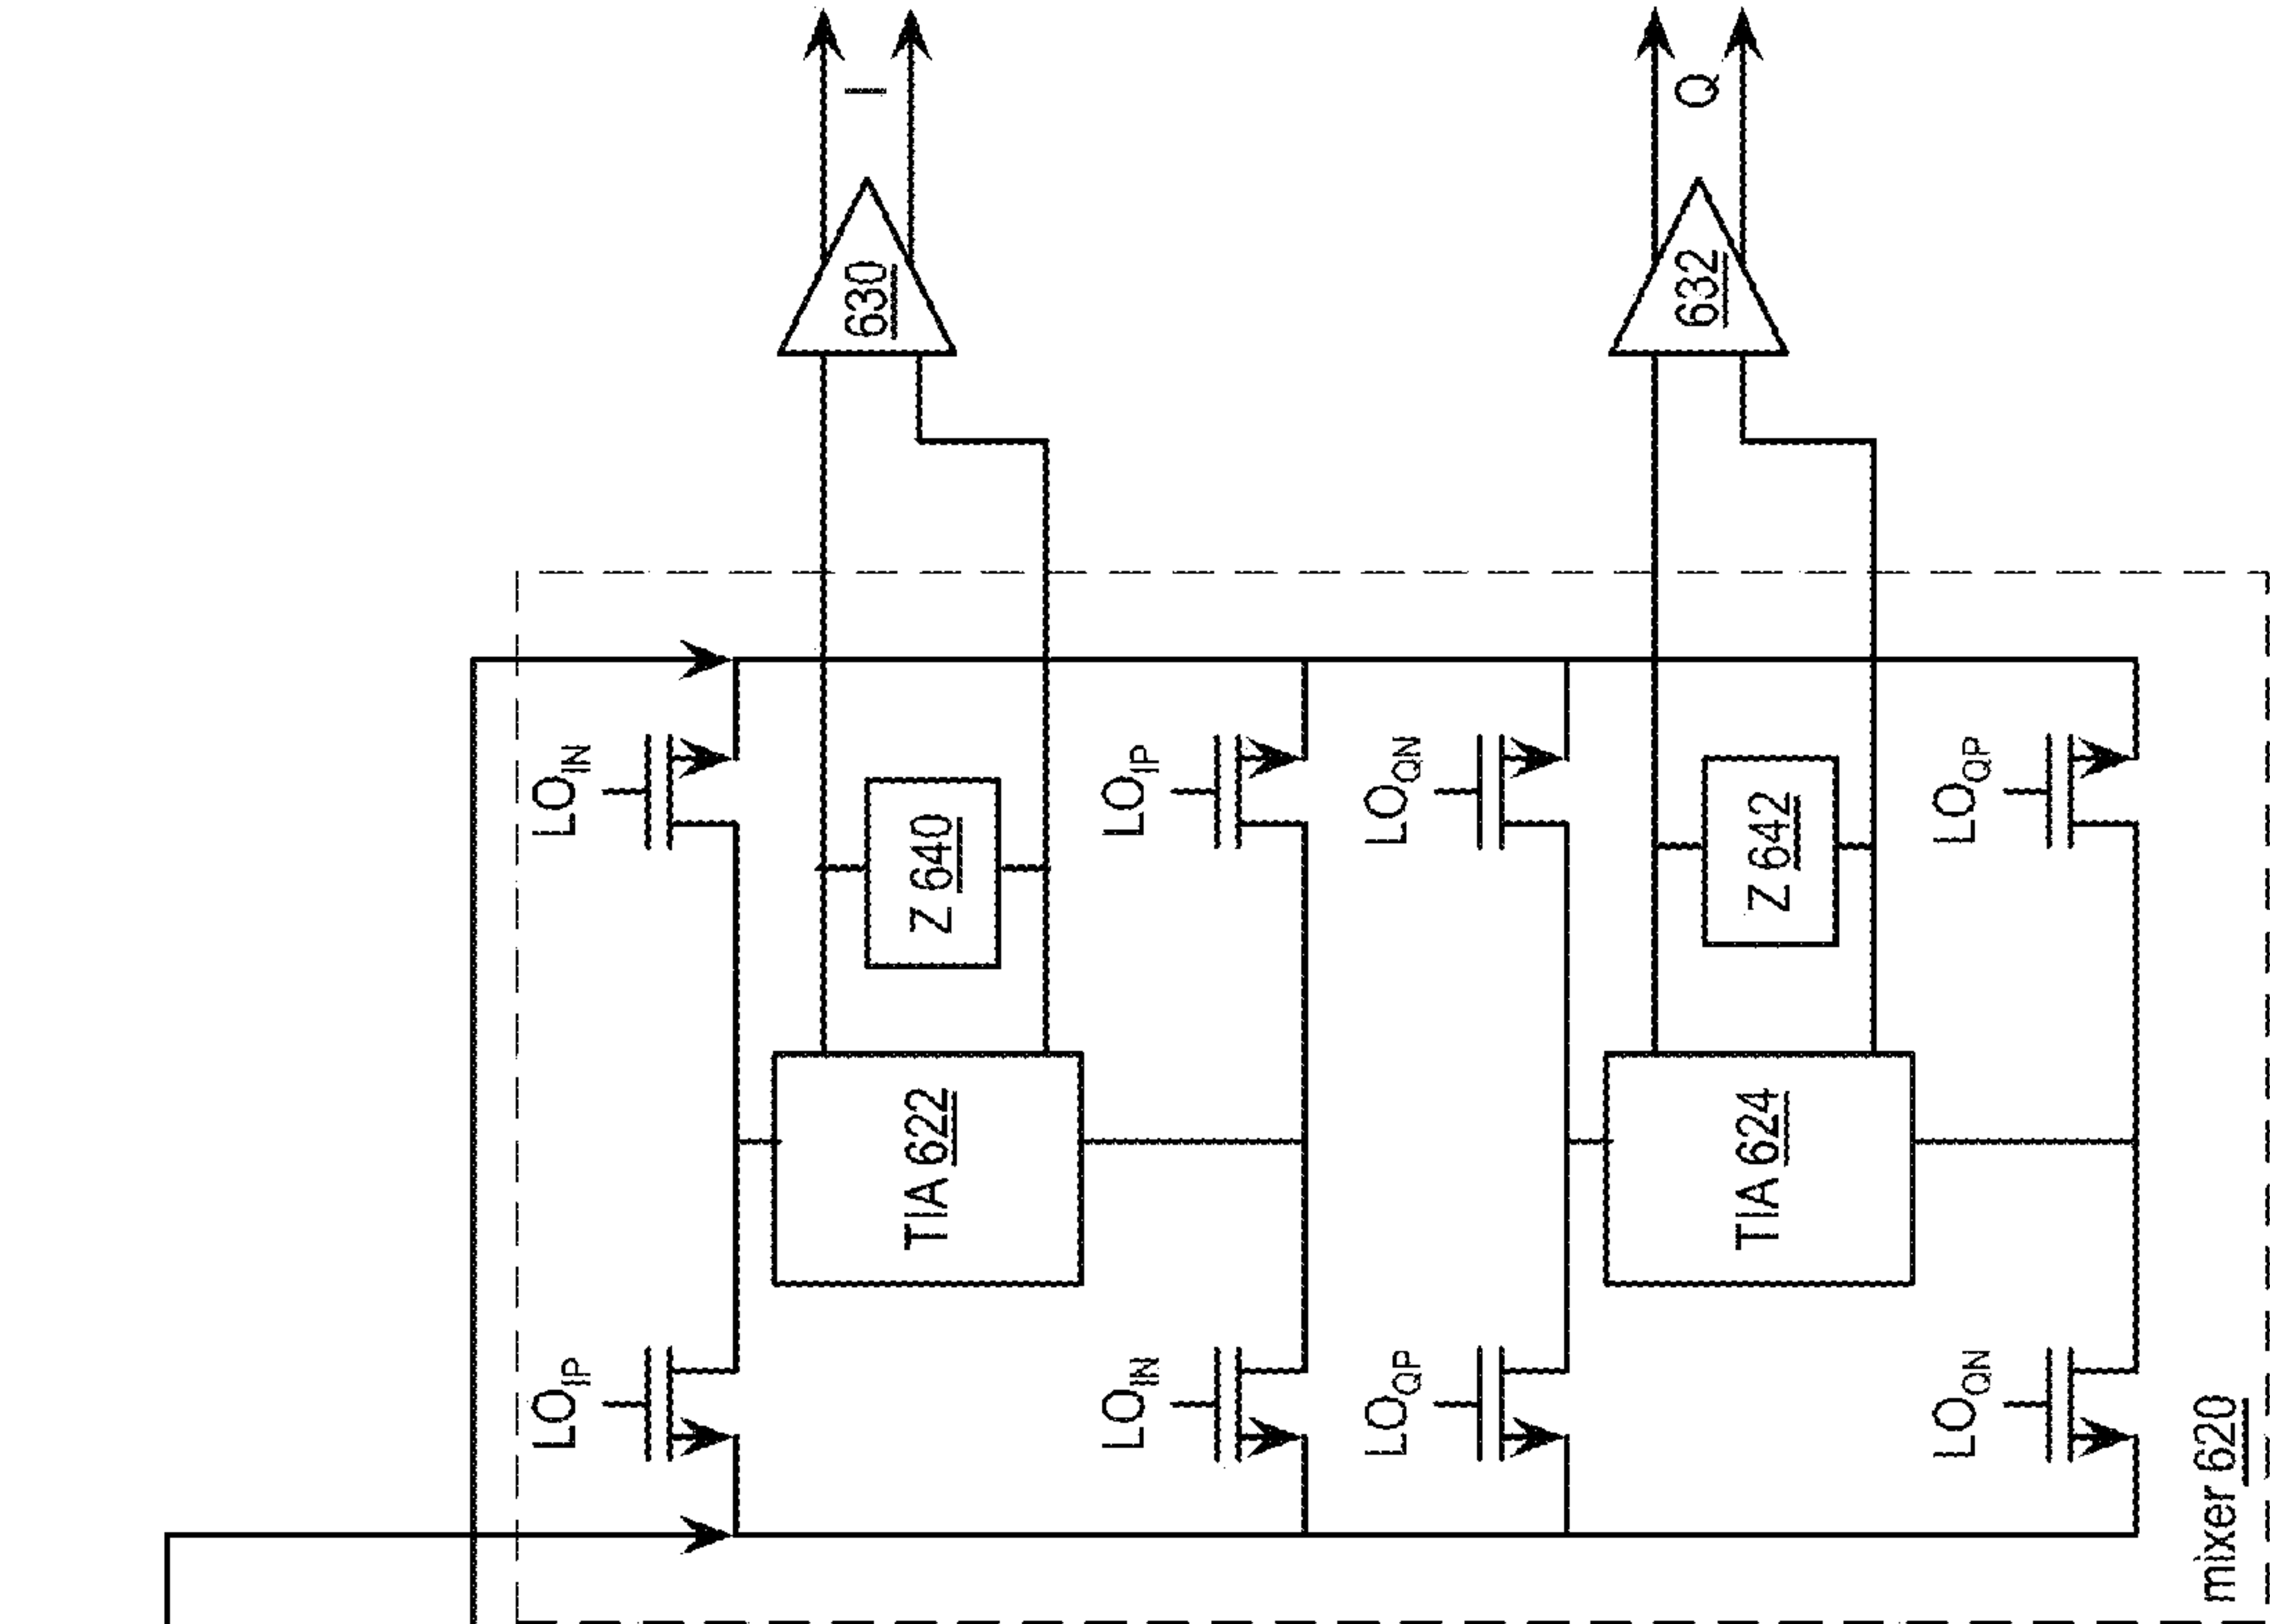 I
Q
630
632
LO_IN
LO_IP
LO_QN
LO_QP
Z 640
Z 642
TIA 622
TIA 624
LO_IP
LO_IN
LO_QP
LO_QN
mixer 620